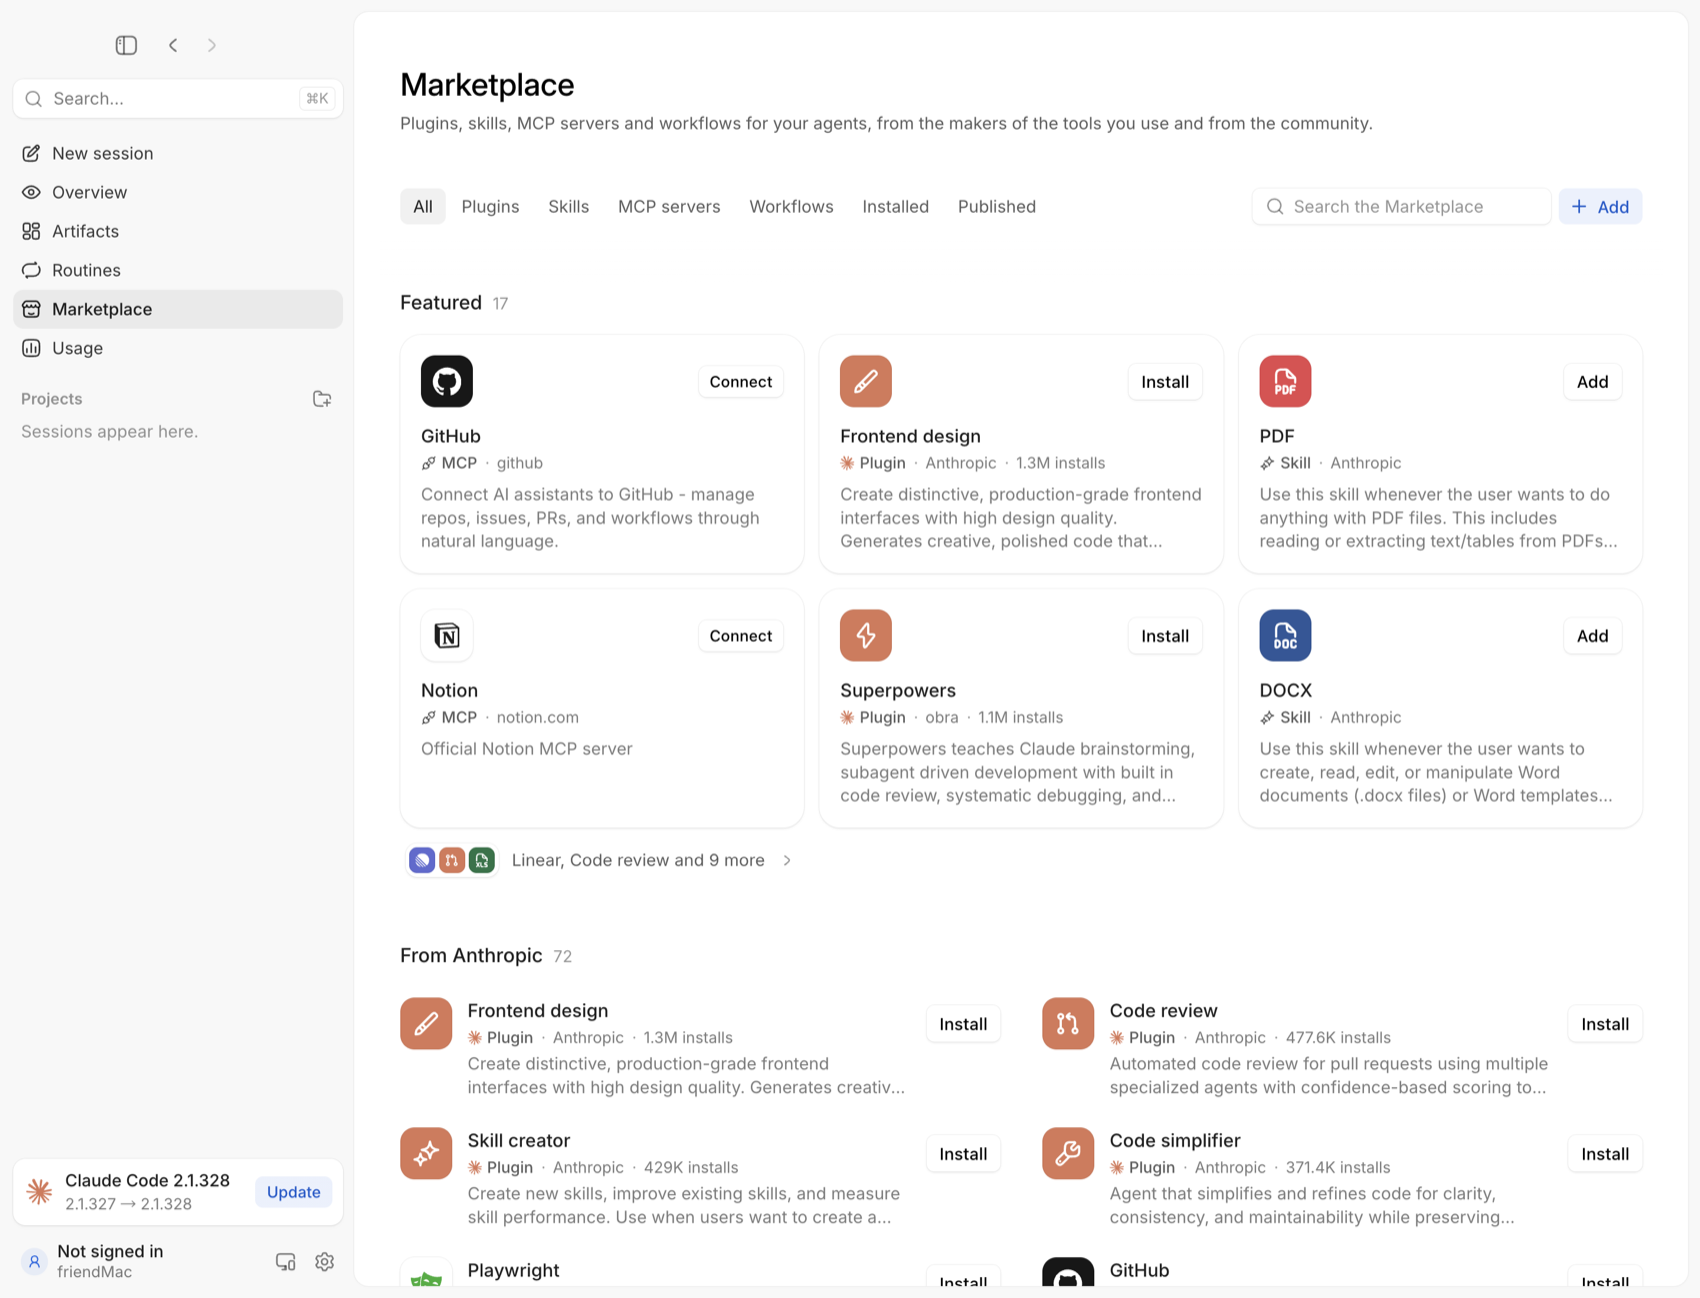 Search...
⌘K
New session
Overview
Artifacts
Routines
Marketplace
Usage
Projects
Sessions appear here.
Claude Code 2.1.328
2.1.327 → 2.1.328
Update
Not signed in
friendMac
Marketplace
Plugins, skills, MCP servers and workflows for your agents, from the makers of the tools you use and from the community.
All Plugins Skills MCP servers Workflows Installed Published
Search the Marketplace
+ Add
Featured 17
Connect
GitHub
MCP · github
Connect AI assistants to GitHub - manage
repos, issues, PRs, and workflows through
natural language.
Install
Frontend design
Plugin · Anthropic · 1.3M installs
Create distinctive, production-grade frontend
interfaces with high design quality.
Generates creative, polished code that...
PDF
Add
PDF
Skill · Anthropic
Use this skill whenever the user wants to do
anything with PDF files. This includes
reading or extracting text/tables from PDFs...
N
Connect
Notion
MCP · notion.com
Official Notion MCP server
Install
Superpowers
Plugin · obra · 1.1M installs
Superpowers teaches Claude brainstorming,
subagent driven development with built in
code review, systematic debugging, and...
DOC
Add
DOCX
Skill · Anthropic
Use this skill whenever the user wants to
create, read, edit, or manipulate Word
documents (.docx files) or Word templates...
XLS
Linear, Code review and 9 more
From Anthropic 72
Frontend design
Plugin · Anthropic · 1.3M installs
Create distinctive, production-grade frontend
interfaces with high design quality. Generates creativ...
Install
Code review
Plugin · Anthropic · 477.6K installs
Automated code review for pull requests using multiple
specialized agents with confidence-based scoring to...
Install
Skill creator
Plugin · Anthropic · 429K installs
Create new skills, improve existing skills, and measure
skill performance. Use when users want to create a...
Install
Code simplifier
Plugin · Anthropic · 371.4K installs
Agent that simplifies and refines code for clarity,
consistency, and maintainability while preserving...
Install
Playwright
Install
GitHub
Install